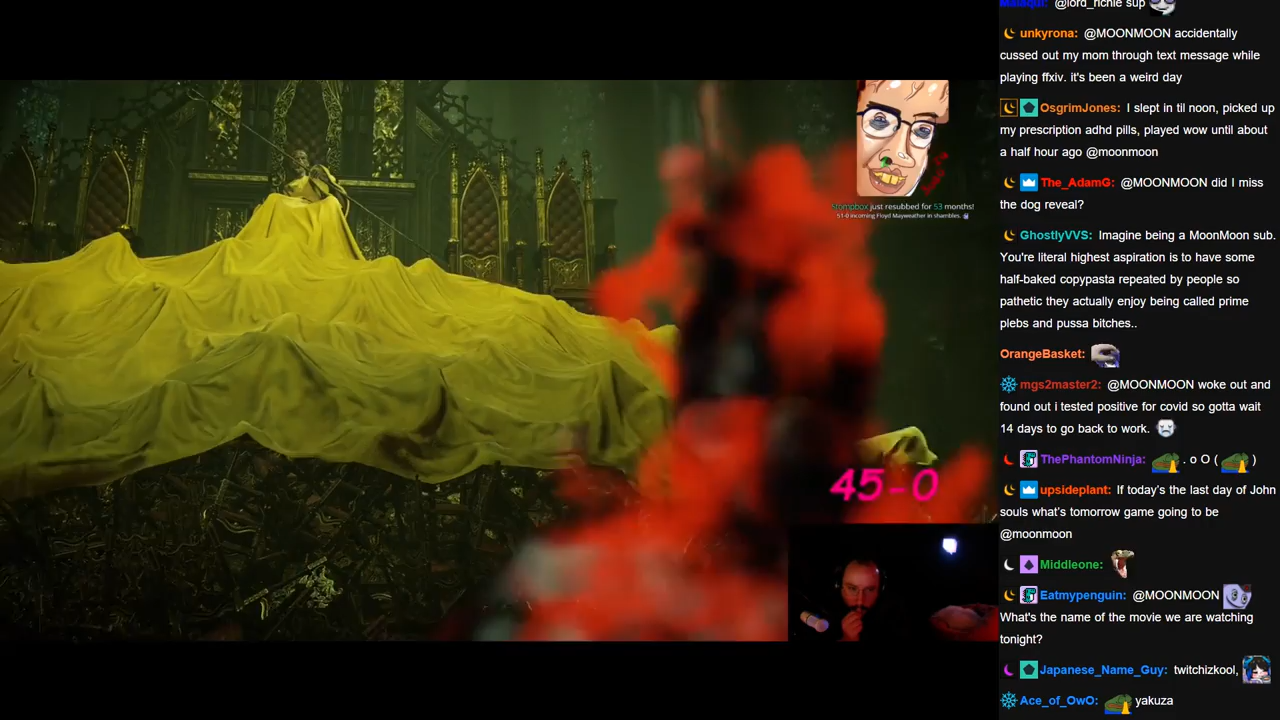 Stompbox just resubbed for 53 months!
51-0 incoming Floyd Mayweather in shambles.
45-0
Malaqui: @lord_richie sup
unkyrona: @MOONMOON accidentally
cussed out my mom through text message while
playing ffxiv. it's been a weird day
OsgrimJones: I slept in til noon, picked up
my prescription adhd pills, played wow until about
a half hour ago @moonmoon
The_AdamG: @MOONMOON did I miss
the dog reveal?
GhostlyVVS: Imagine being a MoonMoon sub.
You're literal highest aspiration is to have some
half-baked copypasta repeated by people so
pathetic they actually enjoy being called prime
plebs and pussa bitches..
OrangeBasket:
mgs2master2: @MOONMOON woke out and
found out i tested positive for covid so gotta wait
14 days to go back to work.
ThePhantomNinja: . o O ( )
upsideplant: If today's the last day of John
souls what's tomorrow game going to be
@moonmoon
Middleone:
Eatmypenguin: @MOONMOON
What's the name of the movie we are watching
tonight?
Japanese_Name_Guy: twitchizkool,
Ace_of_OwO: yakuza